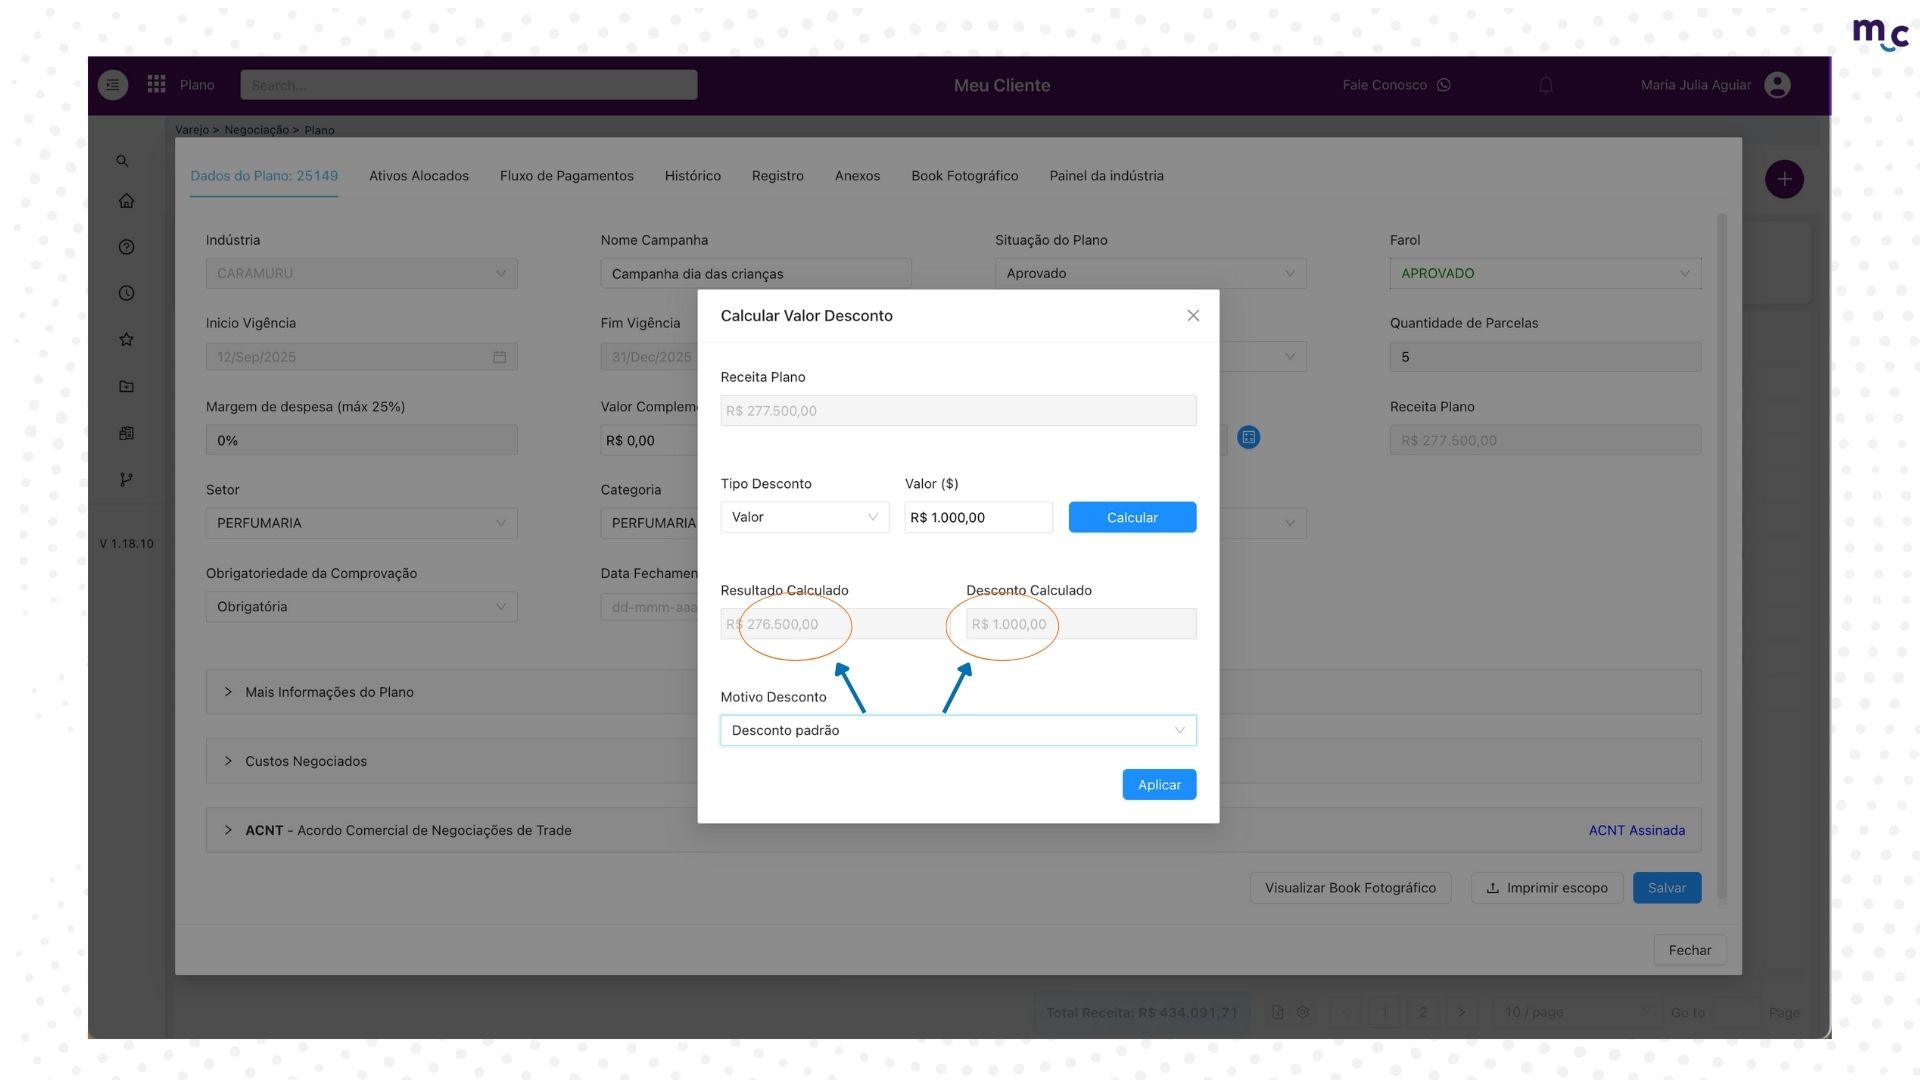 mc
Plano
Search...
Meu Cliente
Fale Conosco
Maria Julia Aguiar
Varejo > Negociação > Plano
Dados do Plano: 25149
Ativos Alocados
Fluxo de Pagamentos
Histórico
Registro
Anexos
Book Fotográfico
Painel da indústria
Indústria
Nome Campanha
Situação do Plano
Farol
CARAMURU
Campanha dia das crianças
Aprovado
APROVADO
Inicio Vigência
Fim Vigência
Quantidade de Parcelas
12/Sep/2025
31/Dec/2025
5
Margem de despesa (máx 25%)
Valor Complem
Receita Plano
0%
R$ 0,00
R$ 277.500,00
Setor
Categoria
PERFUMARIA
PERFUMARIA
V 1.18.10
Obrigatoriedade da Comprovação
Data Fechamen
Obrigatória
dd-mmm-aaa
Calcular Valor Desconto
Receita Plano
R$ 277.500,00
Tipo Desconto
Valor ($)
Valor
R$ 1.000,00
Calcular
Resultado Calculado
Desconto Calculado
R$ 276.500,00
R$ 1.000,00
Motivo Desconto
Desconto padrão
Aplicar
Mais Informações do Plano
Custos Negociados
ACNT - Acordo Comercial de Negociações de Trade
ACNT Assinada
Visualizar Book Fotográfico
Imprimir escopo
Salvar
Fechar
Total Receita: R$ 434.091,71
1
2
10 / page
Go to
Page